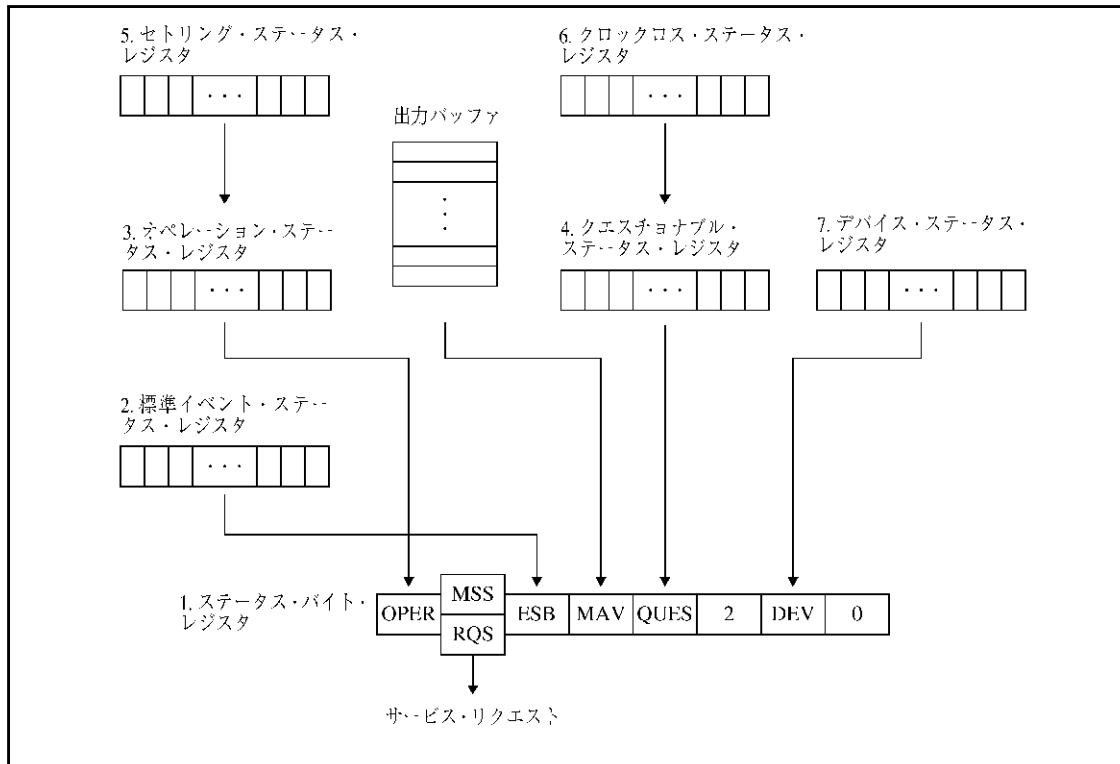 5. セトリング・ステータス・
レジスタ
6. クロックロス・ステータス・
レジスタ
出力バッファ
3. オペレーション・ステー
タス・レジスタ
4. クエスチョナブル・
ステータス・レジスタ
7. デバイス・ステータス・
レジスタ
2. 標準イベント・ステー
タス・レジスタ
1. ステータス・バイト・
レジスタ
OPER
MSS
RQS
ESB
MAV
QUES
2
DEV
0
サービス・リクエスト